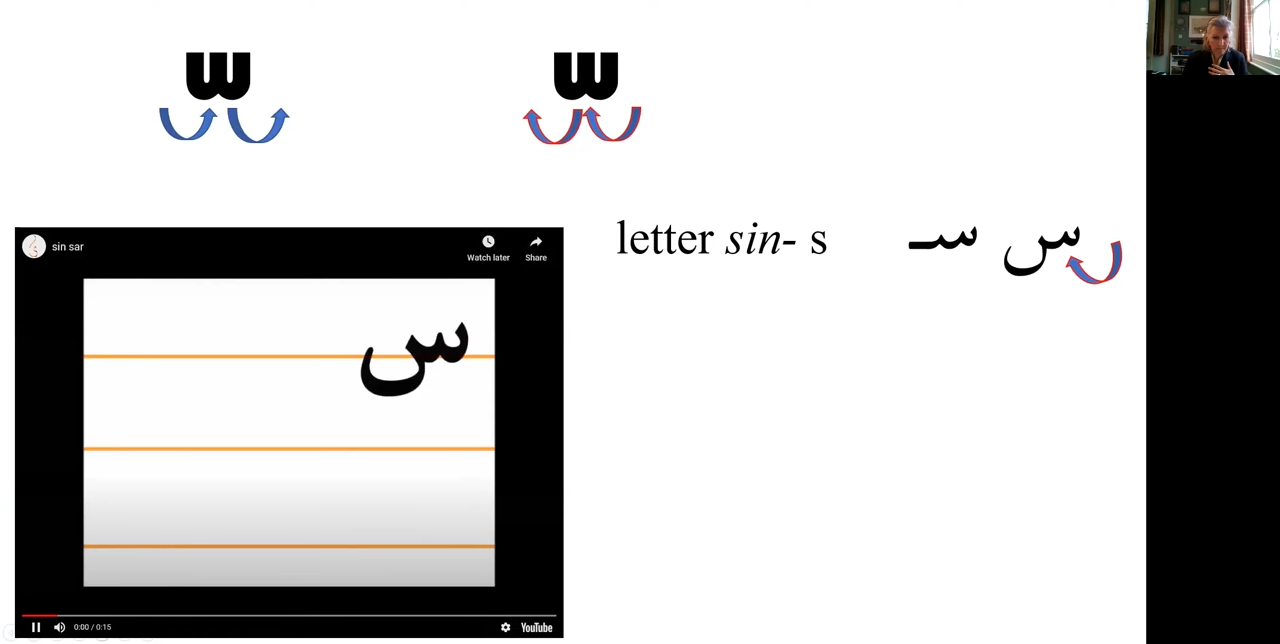 w w
letter sin- s سـ س
sin sar
Watch later Share
س
0:00 / 0:15 YouTube